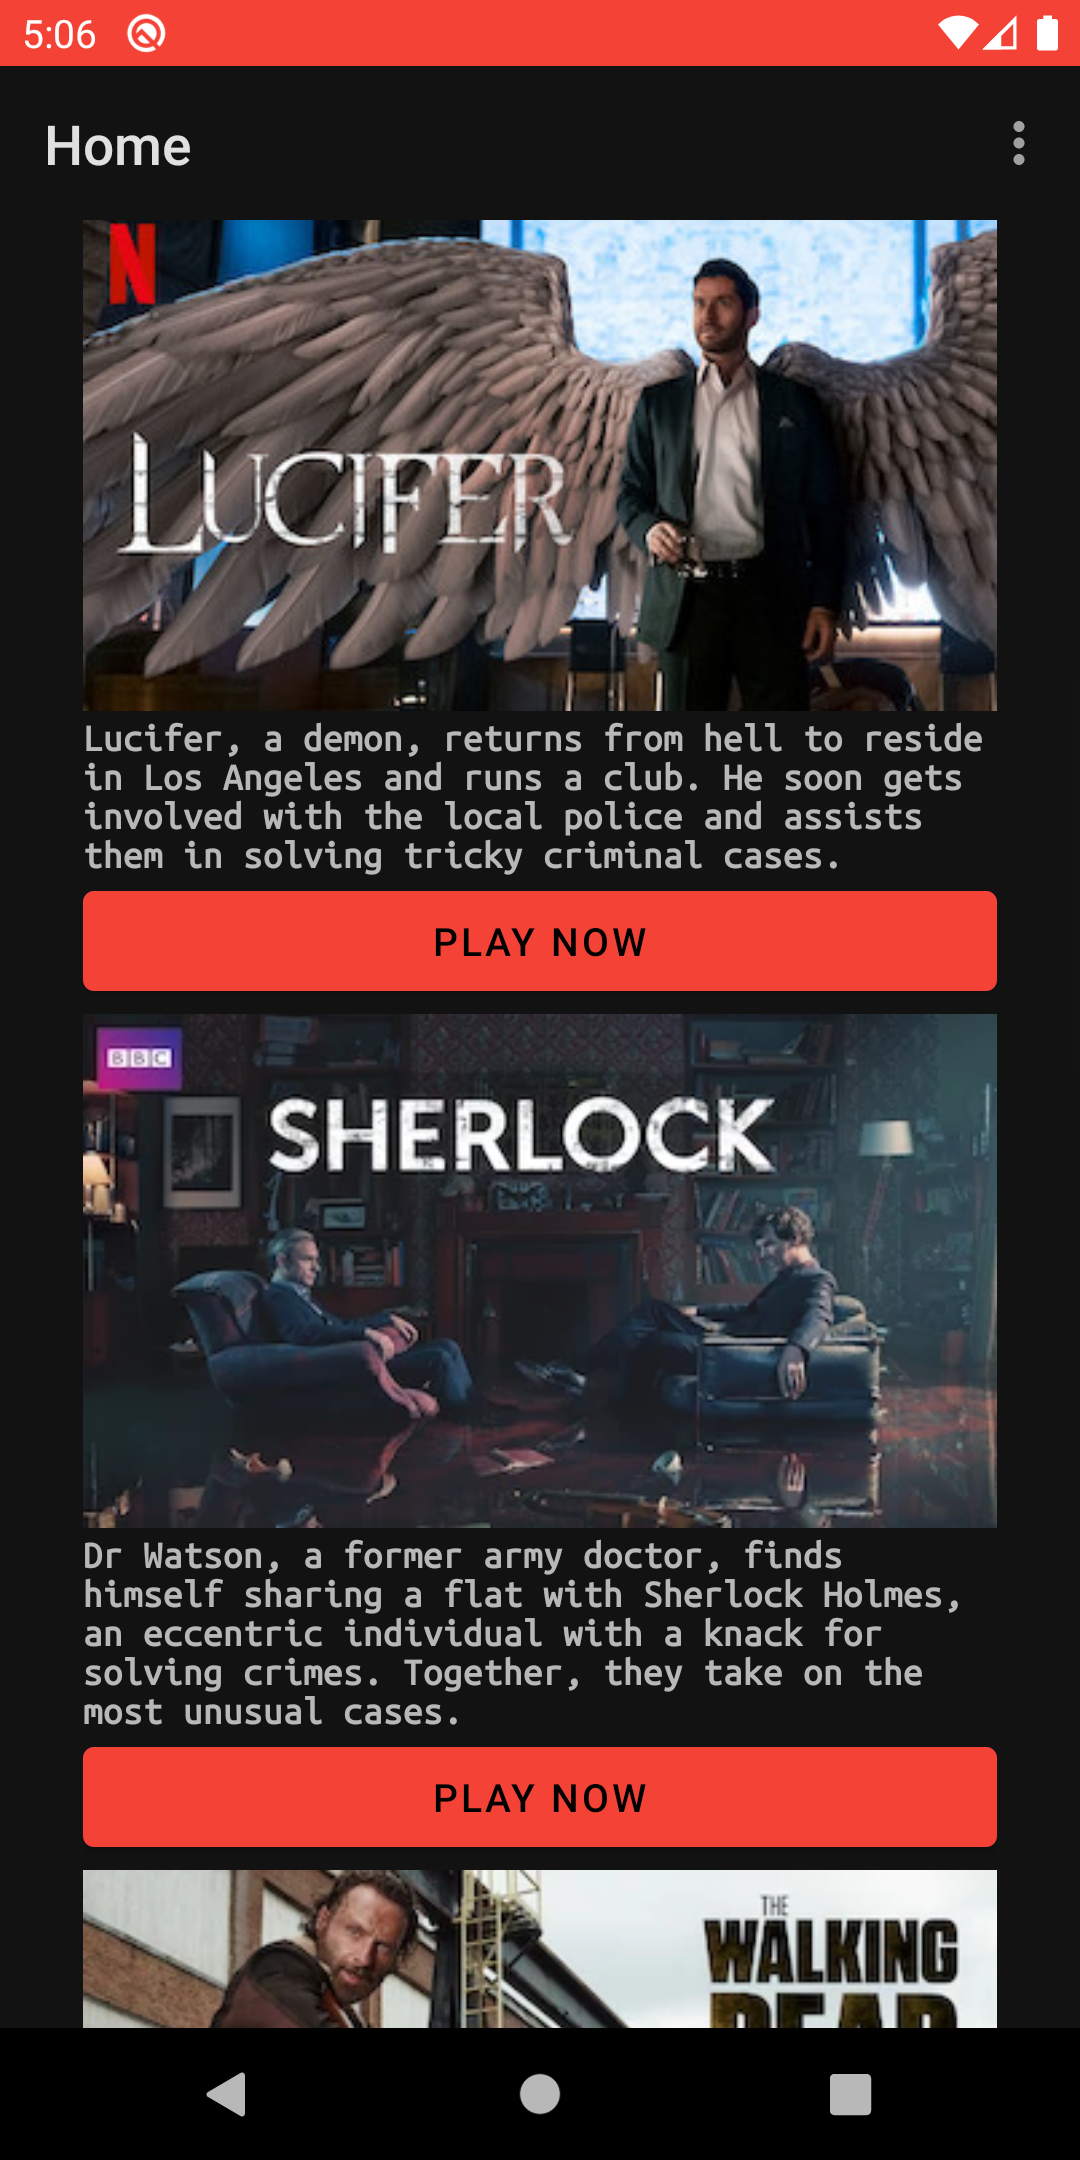 5:06
Home
N
LUCIFER
Lucifer, a demon, returns from hell to reside
in Los Angeles and runs a club. He soon gets
involved with the local police and assists
them in solving tricky criminal cases.
PLAY NOW
BBC
SHERLOCK
Dr Watson, a former army doctor, finds
himself sharing a flat with Sherlock Holmes,
an eccentric individual with a knack for
solving crimes. Together, they take on the
most unusual cases.
PLAY NOW
THE
WALKING
DEAD